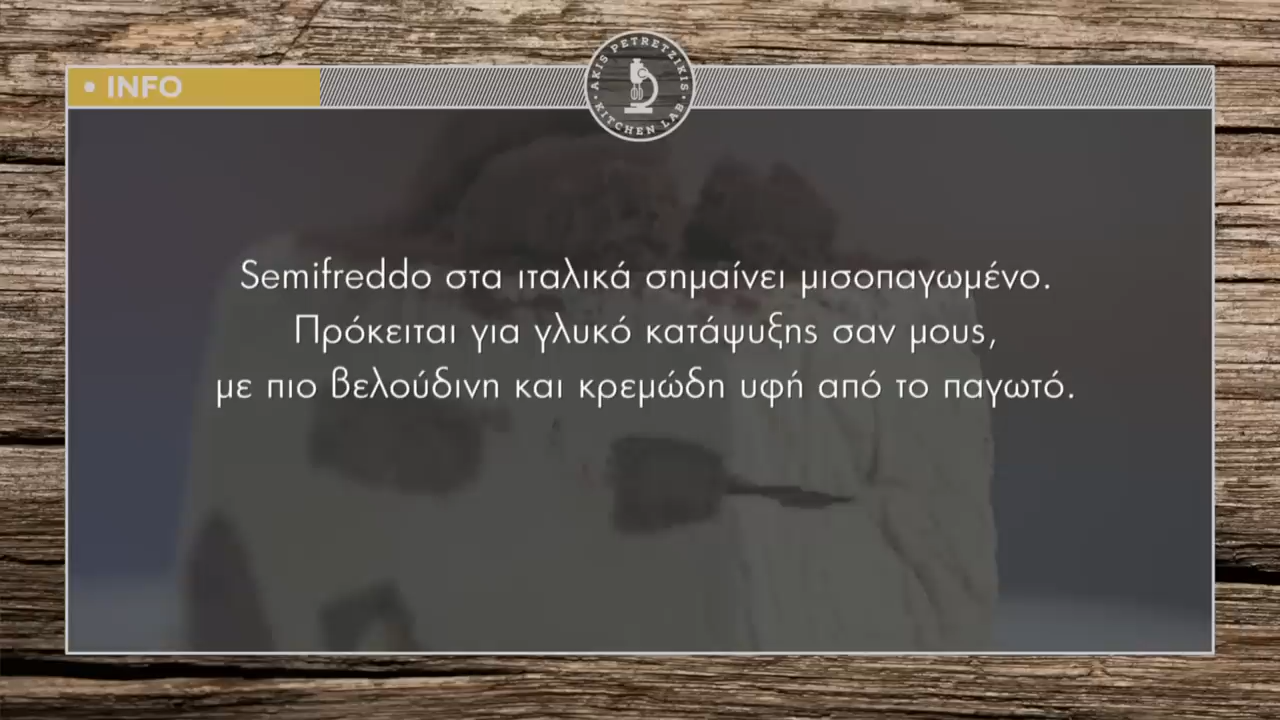 • INFO
AKIS PETRETZIKIS
• KITCHEN LAB •
Semifreddo στα ιταλικά σημαίνει μισοπαγωμένο.
Πρόκειται για γλυκό κατάψυξης σαν μους,
με πιο βελούδινη και κρεμώδη υφή από το παγωτό.